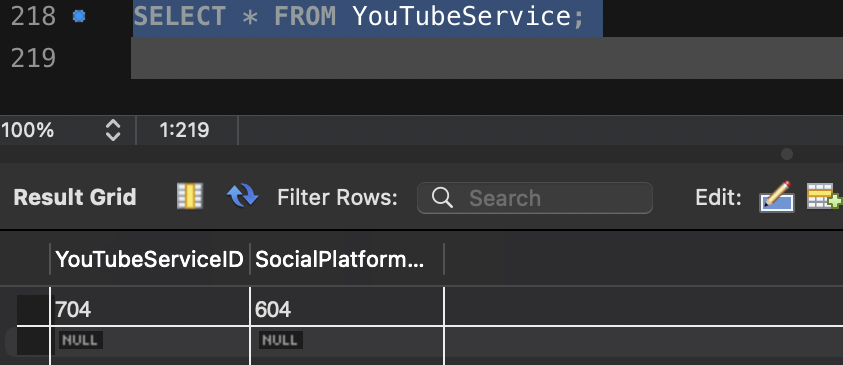 218 SELECT * FROM YouTubeService;
219
100% 1:219
Result Grid Filter Rows: Search Edit:
YouTubeServiceID SocialPlatform...
704 604
NULL NULL